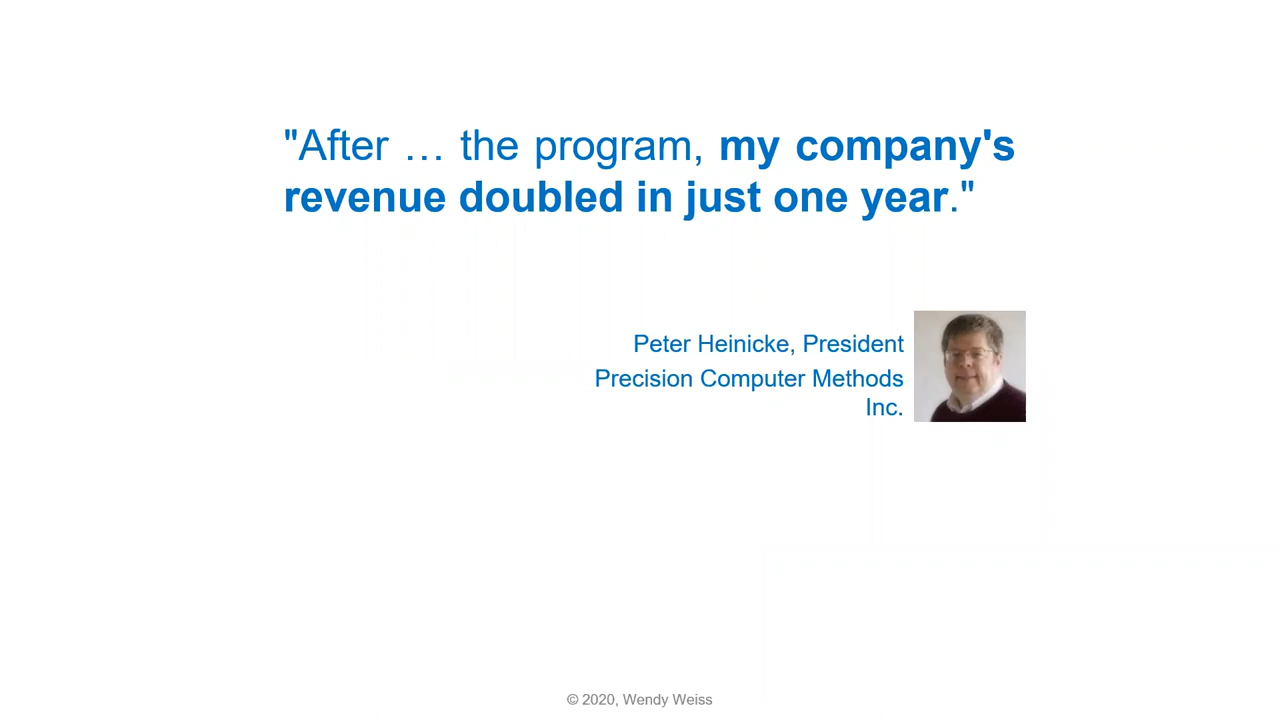 "After … the program, my company's
revenue doubled in just one year."
Peter Heinicke, President
Precision Computer Methods
Inc.
© 2020, Wendy Weiss